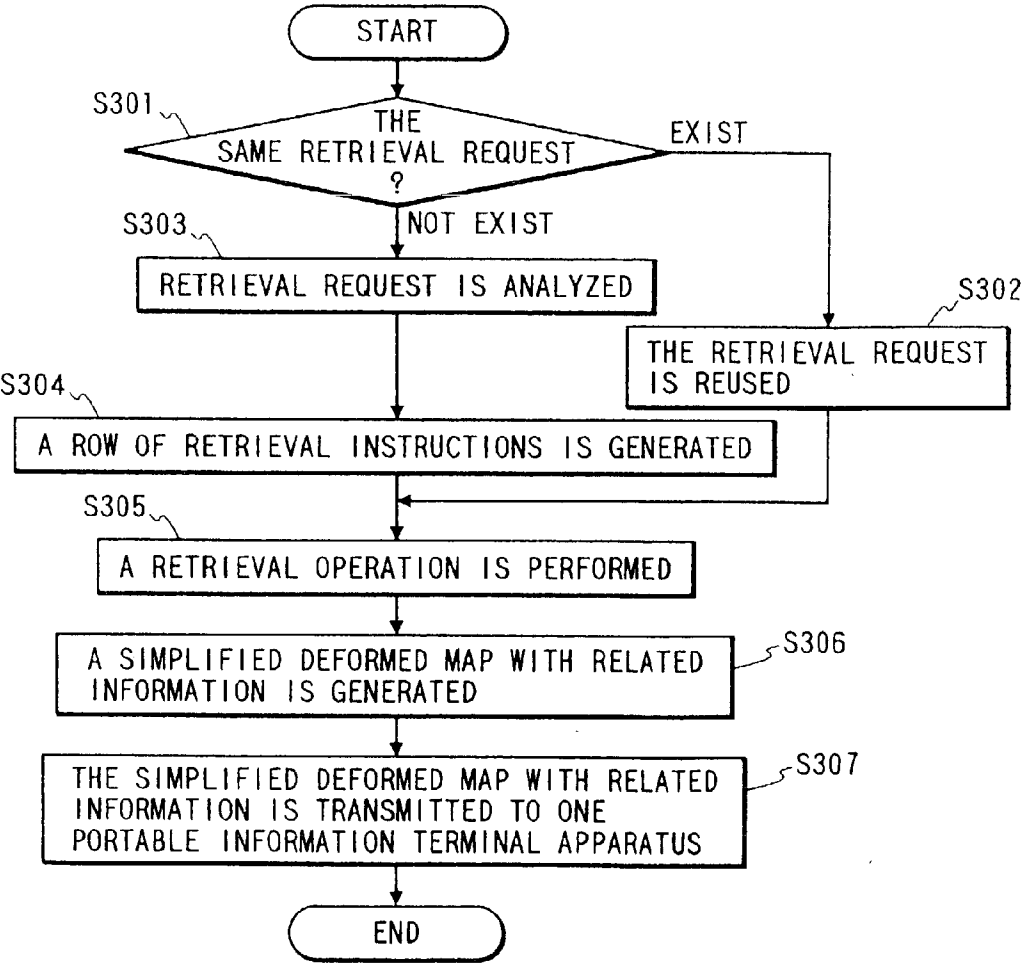 START
S301
THE
SAME RETRIEVAL REQUEST
?
EXIST
NOT EXIST
S303
RETRIEVAL REQUEST IS ANALYZED
S302
THE RETRIEVAL REQUEST
IS REUSED
S304
A ROW OF RETRIEVAL INSTRUCTIONS IS GENERATED
S305
A RETRIEVAL OPERATION IS PERFORMED
S306
A SIMPLIFIED DEFORMED MAP WITH RELATED
INFORMATION IS GENERATED
S307
THE SIMPLIFIED DEFORMED MAP WITH RELATED
INFORMATION IS TRANSMITTED TO ONE
PORTABLE INFORMATION TERMINAL APPARATUS
END